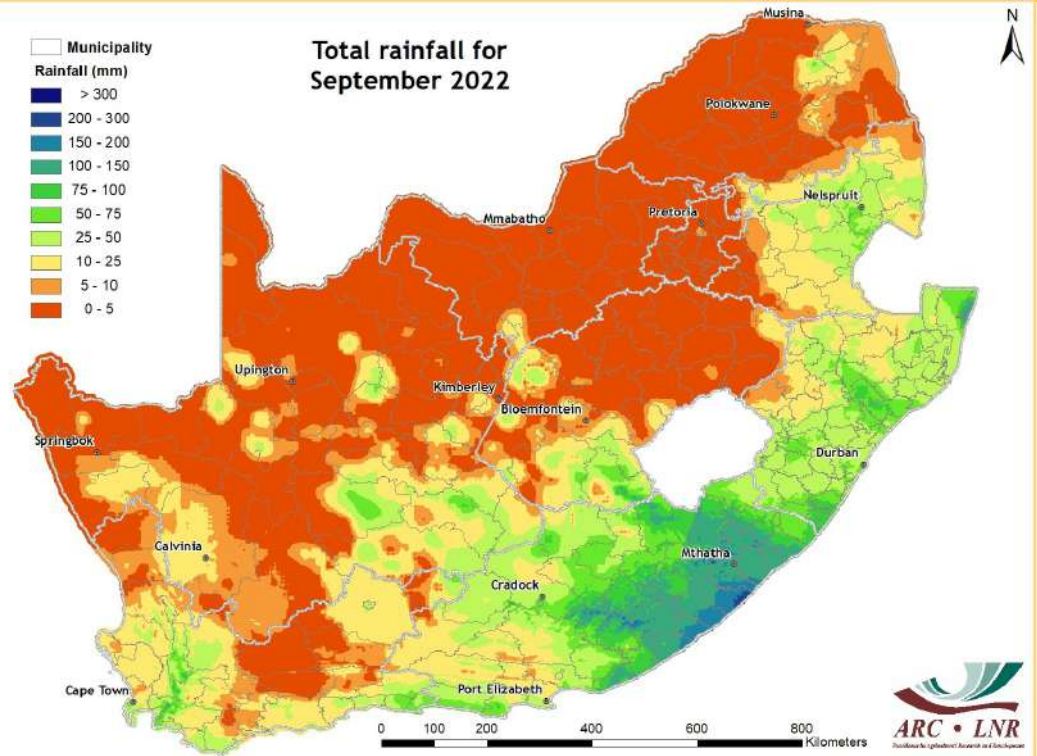 Total rainfall for
September 2022
Municipality
Rainfall (mm)
> 300
200 - 300
150 - 200
100 - 150
75 - 100
50 - 75
25 - 50
10 - 25
5 - 10
0 - 5
N
Musina
Polokwane
Nelspruit
Mmabatho
Pretoria
Upington
Kimberley
Bloemfontein
Springbok
Durban
Calvinia
Mthatha
Cradock
Cape Town
Port Elizabeth
0 100 200 400 600 800
Kilometers
ARC • LNR